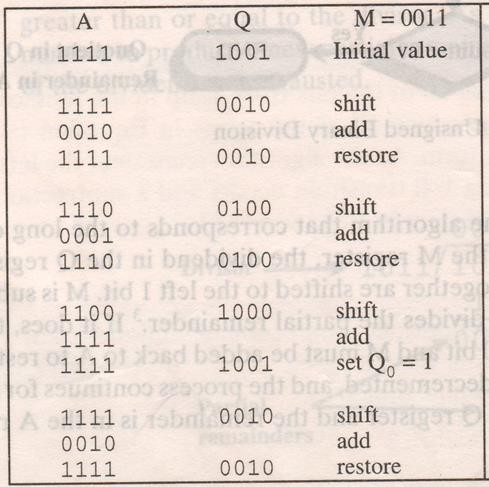 A Q M = 0011
1111 1001 Initial value
1111 0010 shift
0010 add
1111 0010 restore
1110 0100 shift
0001 add
1110 0100 restore
1100 1000 shift
1111 add
1111 1001 set Q₀ = 1
1111 0010 shift
0010 add
1111 0010 restore